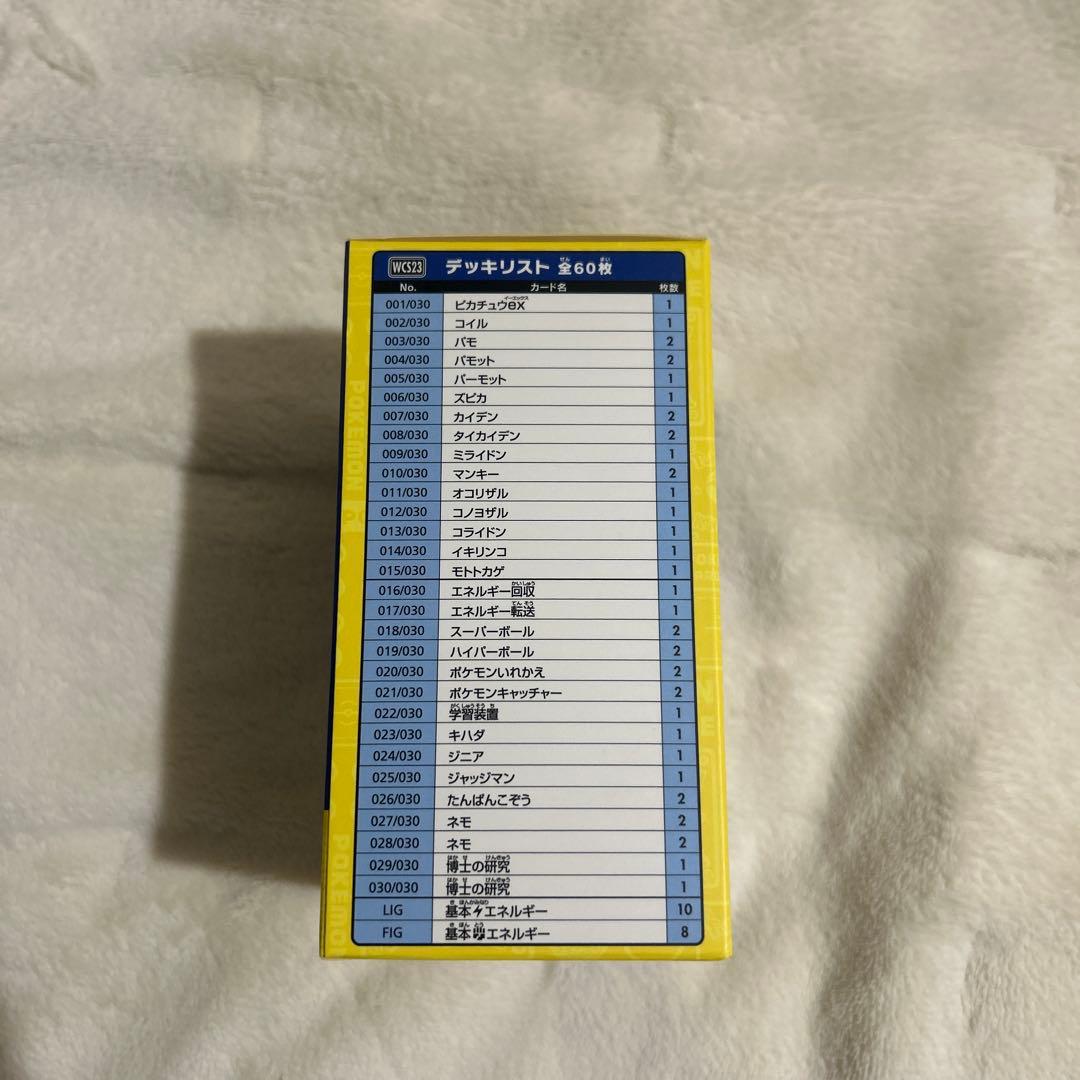 WCS23 デッキリスト 全60枚
No. カード名 枚数
001/030 ピカチュウex 1
002/030 コイル 1
003/030 パモ 2
004/030 パモット 2
005/030 パーモット 1
006/030 ズピカ 1
007/030 カイデン 2
008/030 タイカイデン 2
009/030 ミライドン 1
010/030 マンキー 2
011/030 オコリザル 1
012/030 コノヨザル 1
013/030 コライドン 1
014/030 イキリンコ 1
015/030 モトトカゲ 1
016/030 エネルギー回収 1
017/030 エネルギー転送 1
018/030 スーパーボール 2
019/030 ハイパーボール 2
020/030 ポケモンいれかえ 2
021/030 ポケモンキャッチャー 2
022/030 学習装置 1
023/030 キハダ 1
024/030 ジニア 1
025/030 ジャッジマン 1
026/030 たんぱんこぞう 2
027/030 ネモ 2
028/030 ネモ 2
029/030 博士の研究 1
030/030 博士の研究 1
LIG 基本エネルギー 10
FIG 基本エネルギー 8
POKEMON